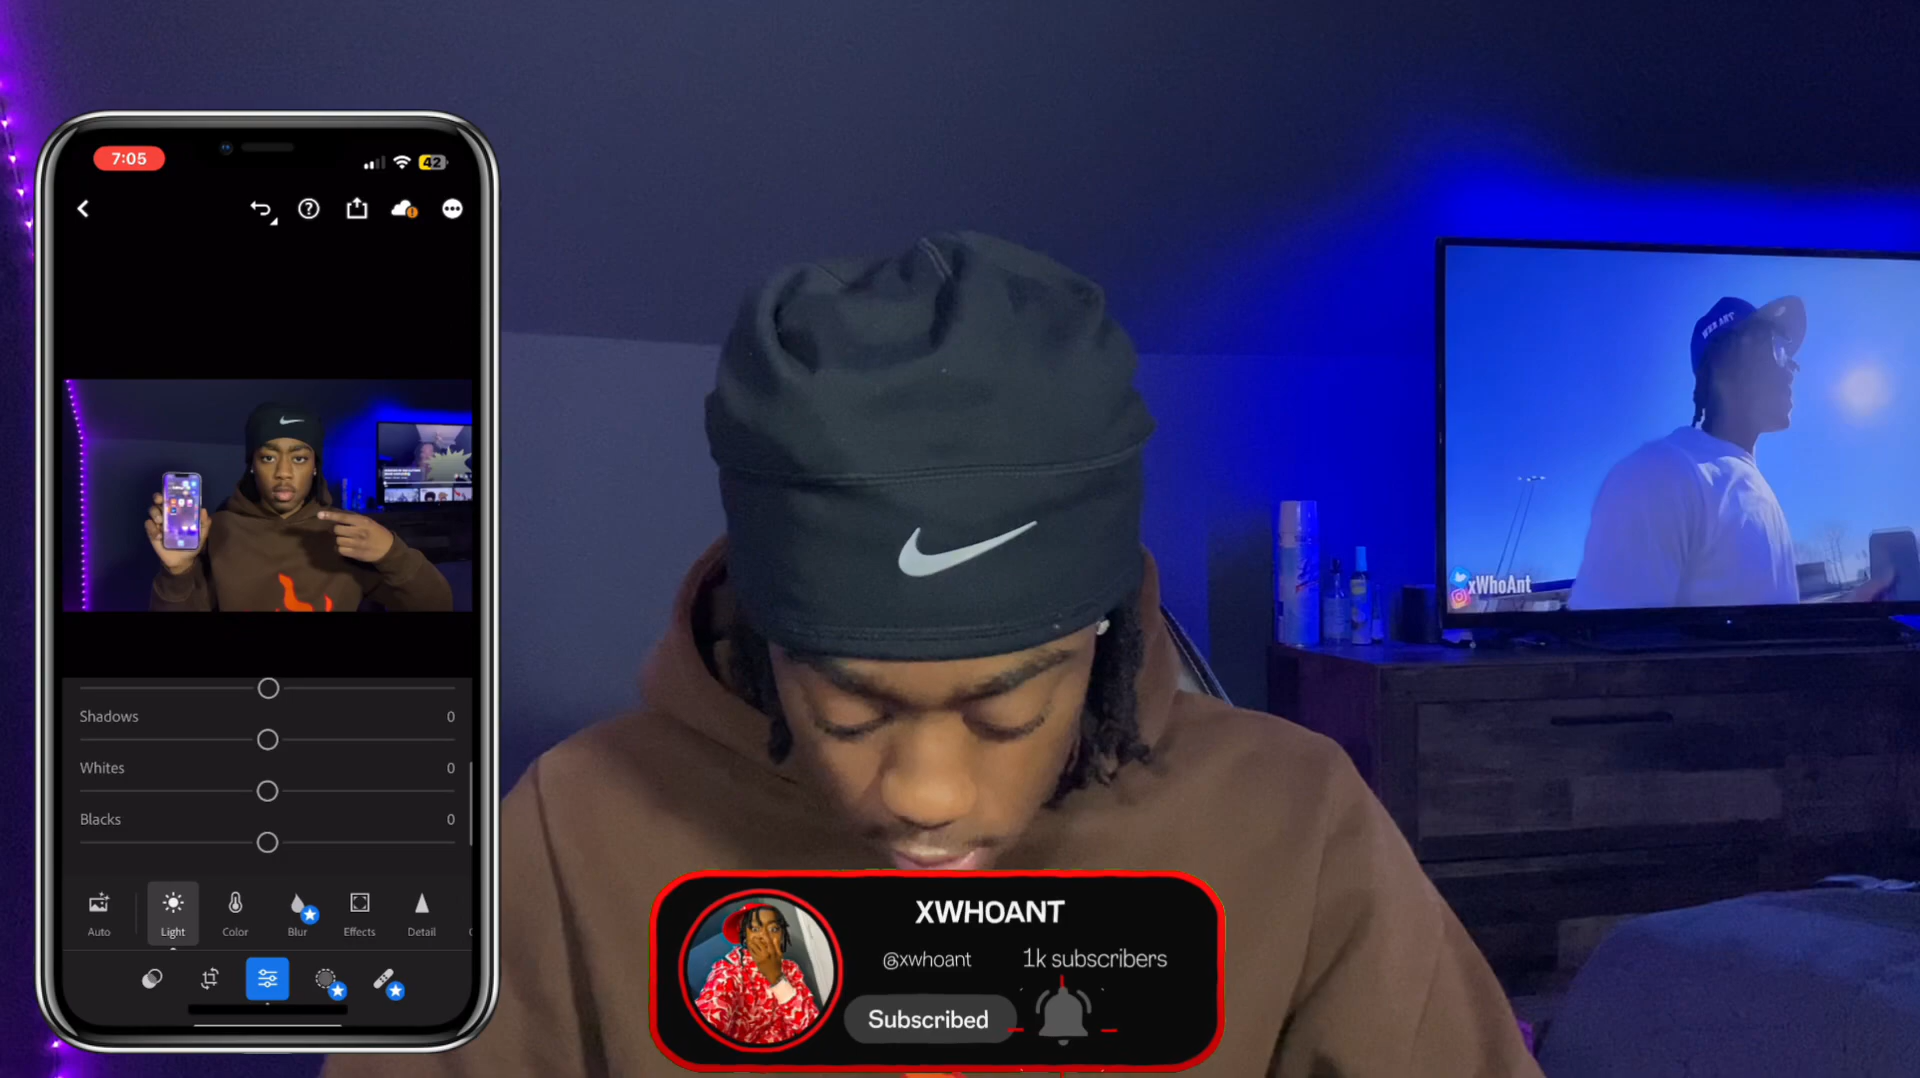 7:05
42
Shadows 0
Whites 0
Blacks 0
Auto
Light
Color
Blur
Effects
Detail
xWhoAnt
XWHOANT
@xwhoant
1k subscribers
Subscribed